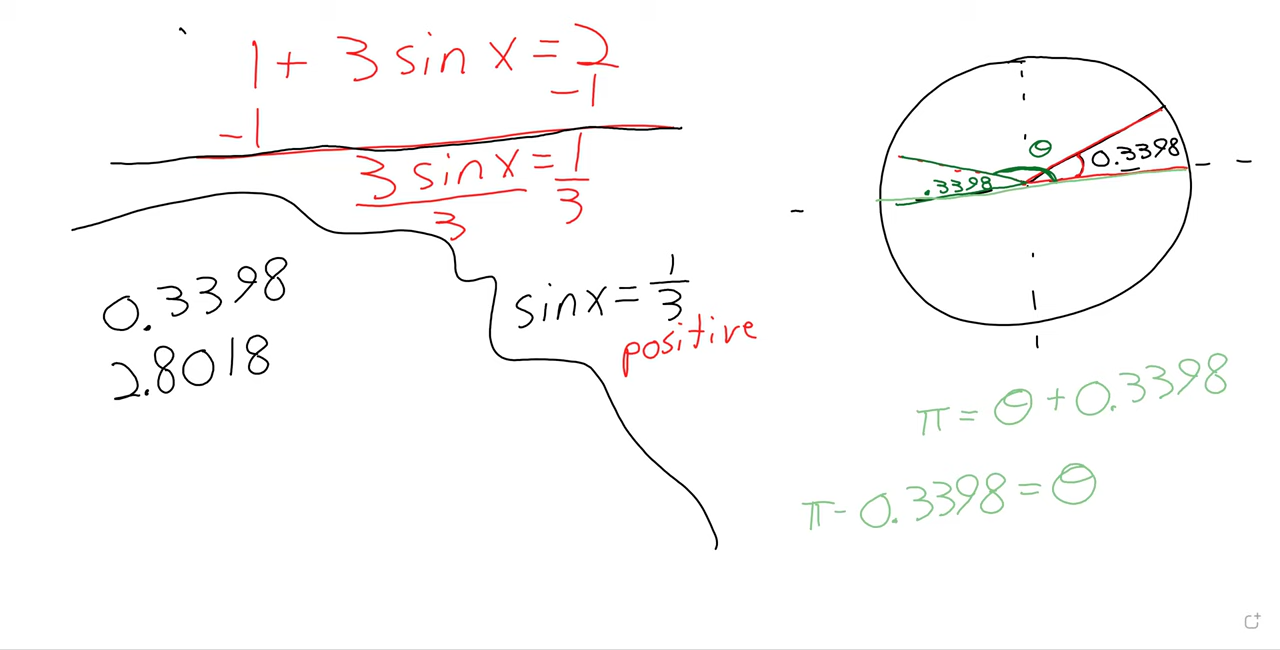 1 + 3 sin x = 2
-1 -1
3 sin x = 1
3 3
sin x = 1/3
positive
0.3398
2.8018
θ
0.3398
.3398
π = θ + 0.3398
π - 0.3398 = θ